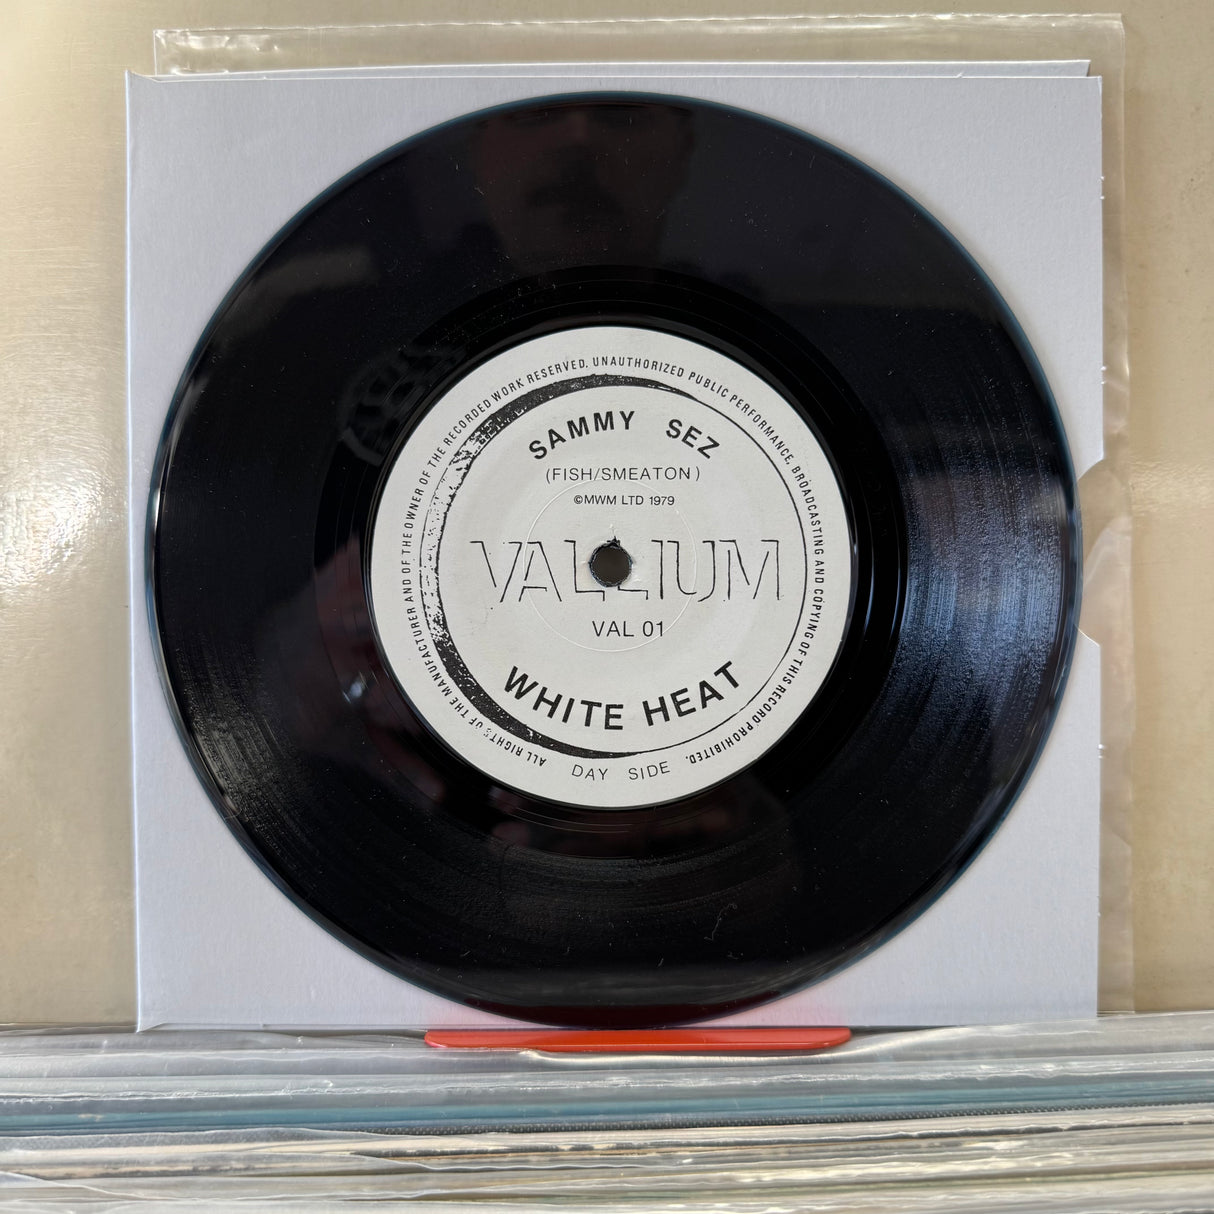 ALL RIGHTS OF THE MANUFACTURER AND OF THE OWNER OF THE RECORDED WORK RESERVED. UNAUTHORIZED PUBLIC PERFORMANCE, BROADCASTING AND COPYING OF THIS RECORD PROHIBITED.
SAMMY SEZ
(FISH/SMEATON)
©MWM LTD 1979
VALLIUM
VAL 01
WHITE HEAT
DAY SIDE